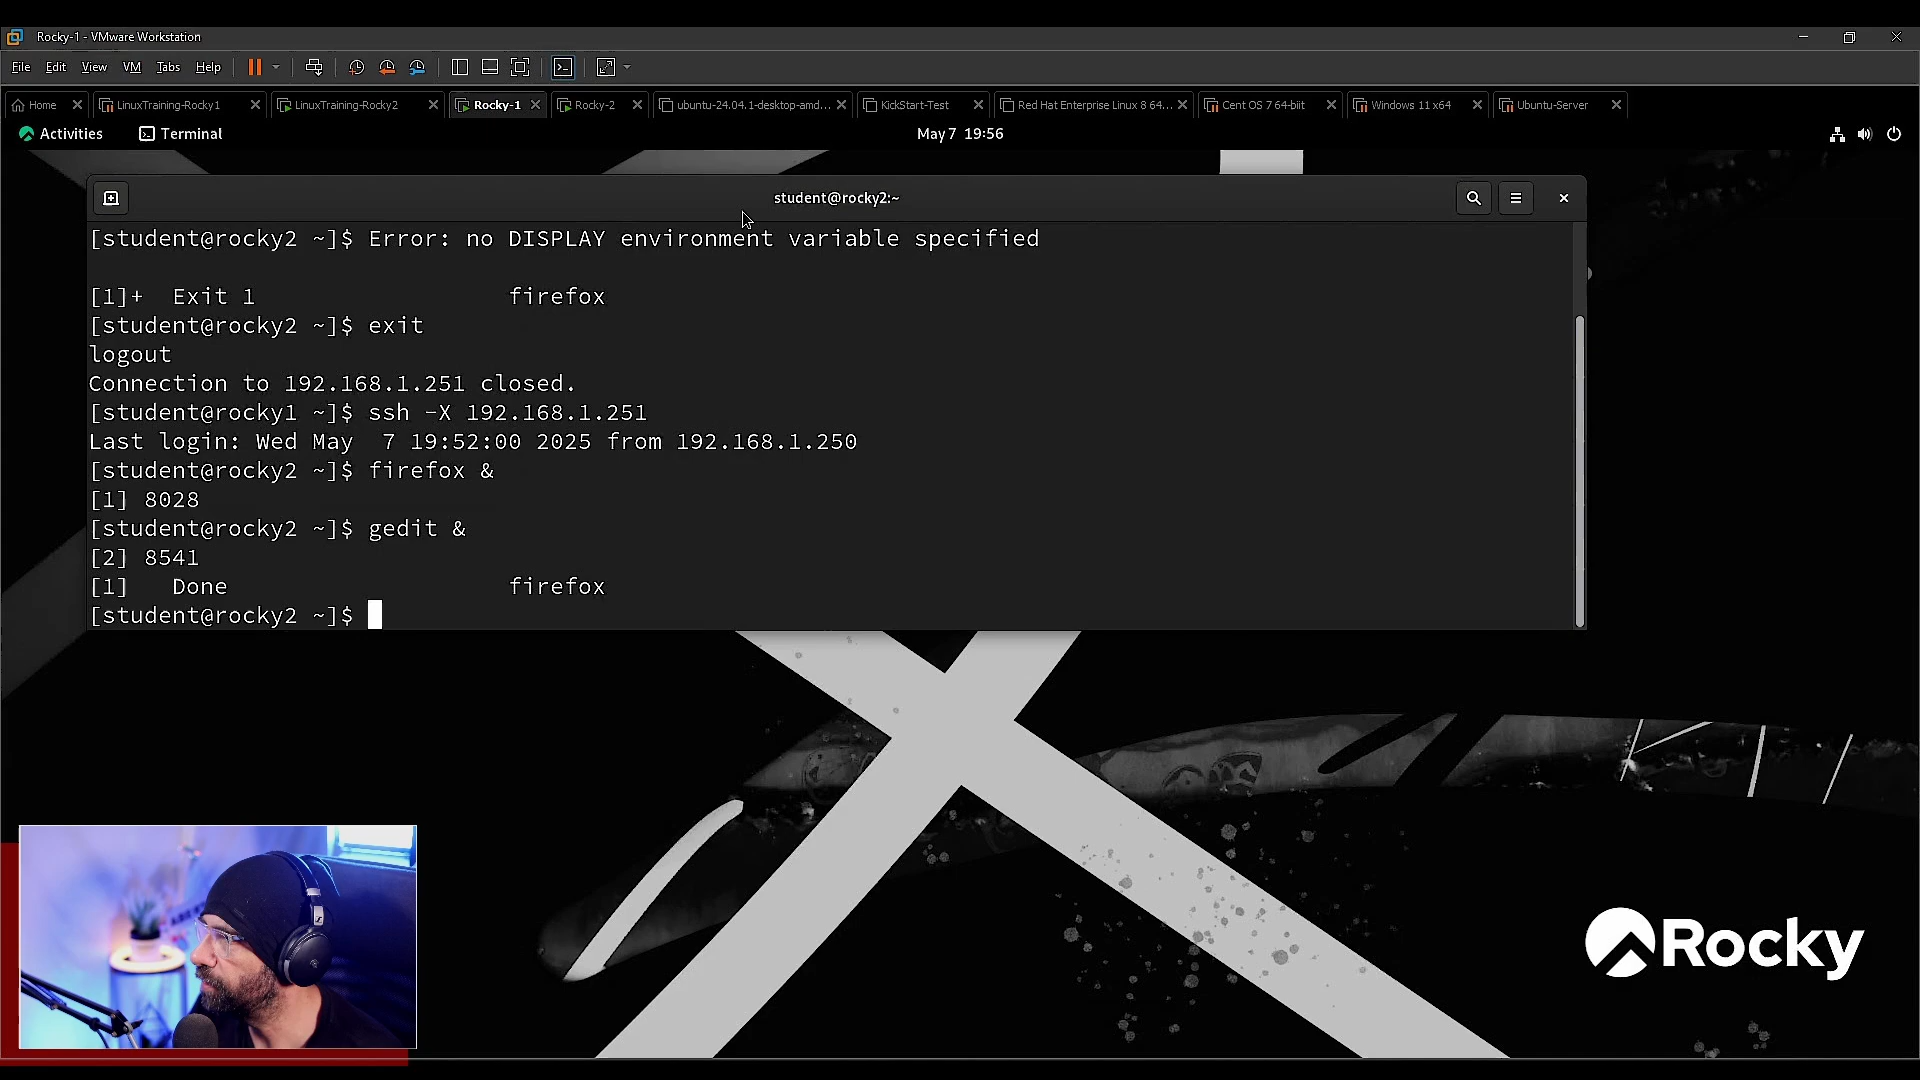 Rocky-1 - VMware Workstation
File Edit View VM Tabs Help
Home LinuxTraining-Rocky1 LinuxTraining-Rocky2 Rocky-1 Rocky-2 ubuntu-24.04.1-desktop-amd... KickStart-Test Red Hat Enterprise Linux 8 64... Cent OS 7 64-biit Windows 11 x64 Ubuntu-Server
Activities Terminal May 7 19:56
student@rocky2:~
[student@rocky2 ~]$ Error: no DISPLAY environment variable specified
[1]+ Exit 1 firefox
[student@rocky2 ~]$ exit
logout
Connection to 192.168.1.251 closed.
[student@rocky1 ~]$ ssh -X 192.168.1.251
Last login: Wed May 7 19:52:00 2025 from 192.168.1.250
[student@rocky2 ~]$ firefox &
[1] 8028
[student@rocky2 ~]$ gedit &
[2] 8541
[1] Done firefox
[student@rocky2 ~]$
Rocky